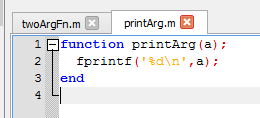 twoArgFn.m printArg.m
1 function printArg(a);
2 fprintf('%d\n',a);
3 end
4